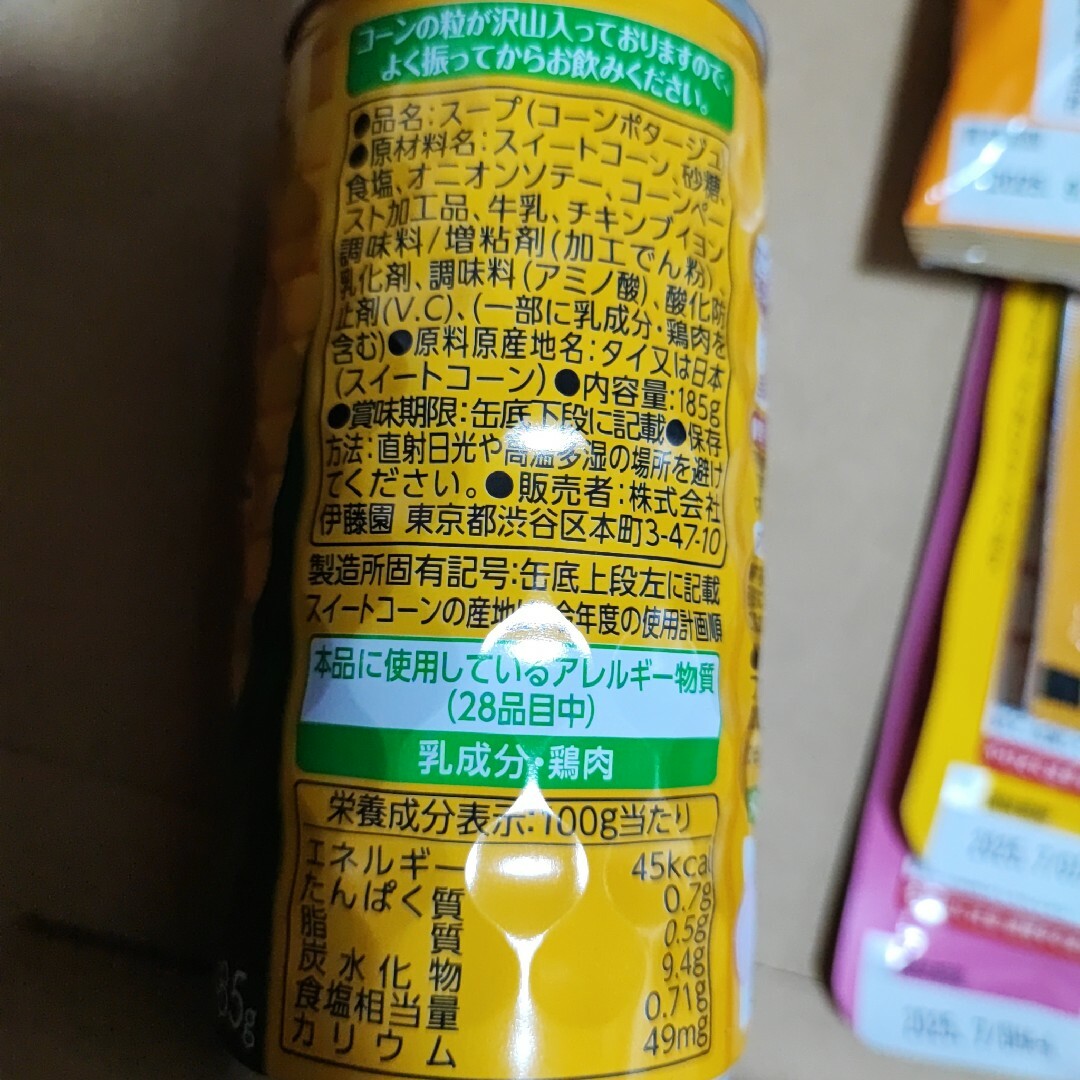 コーンの粒が沢山入っておりますので、
よく振ってからお飲みください。
●品名:スープ(コーンポタージュ)
●原材料名:スイートコーン、砂糖、
食塩、オニオンソテー、コーンペー
スト加工品、牛乳、チキンブイヨン
調味料/増粘剤(加工でん粉)、
乳化剤、調味料(アミノ酸)、酸化防
止剤(V.C)、(一部に乳成分・鶏肉を
含む)●原料原産地名:タイ又は日本
(スイートコーン)●内容量:185g
●賞味期限:缶底下段に記載●保存
方法:直射日光や高温多湿の場所を避け
てください。●販売者:株式会社
伊藤園 東京都渋谷区本町3-47-10
製造所固有記号:缶底上段左に記載
スイートコーンの産地は、今年度の使用計画順
本品に使用しているアレルギー物質
(28品目中)
乳成分・鶏肉
栄養成分表示:100g当たり
エネルギー 45kcal
たんぱく質 0.7g
脂質 0.5g
炭水化物 9.4g
食塩相当量 0.71g
カリウム 49mg
85g